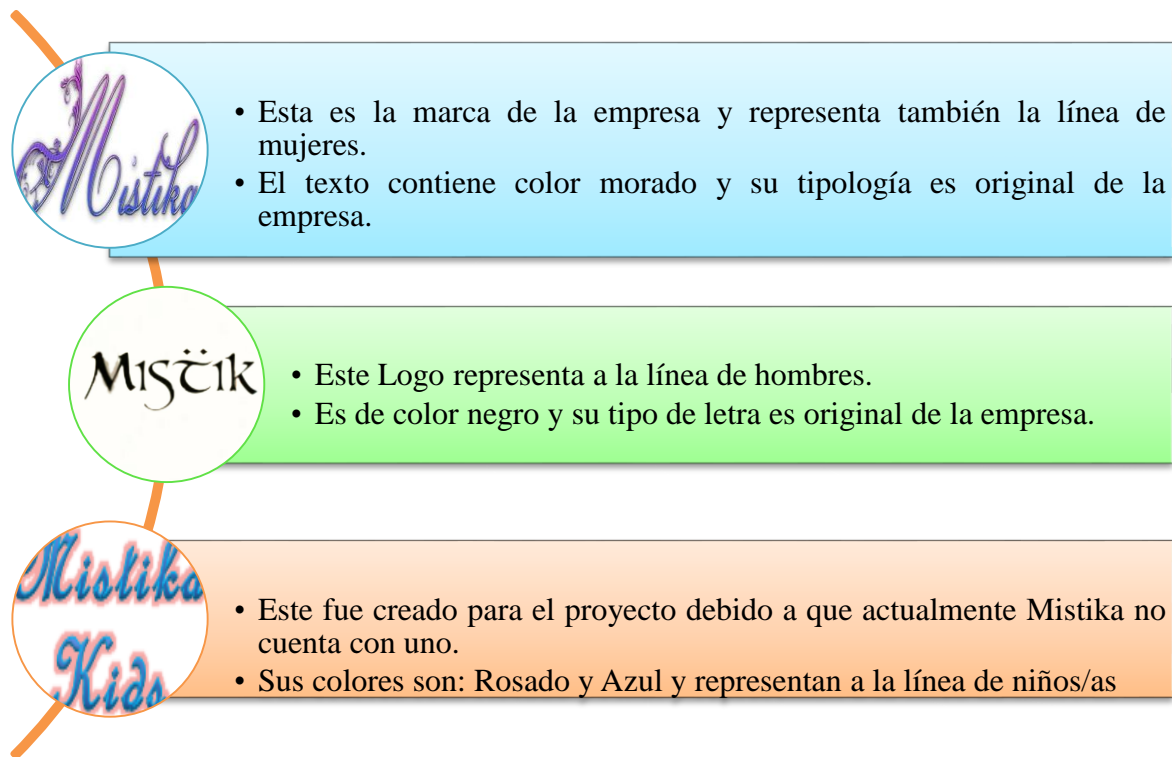 Mistika
• Esta es la marca de la empresa y representa también la línea de
mujeres.
• El texto contiene color morado y su tipología es original de la
empresa.
Mistik
• Este Logo representa a la línea de hombres.
• Es de color negro y su tipo de letra es original de la empresa.
Mistika
Kids
• Este fue creado para el proyecto debido a que actualmente Mistika no
cuenta con uno.
• Sus colores son: Rosado y Azul y representan a la línea de niños/as